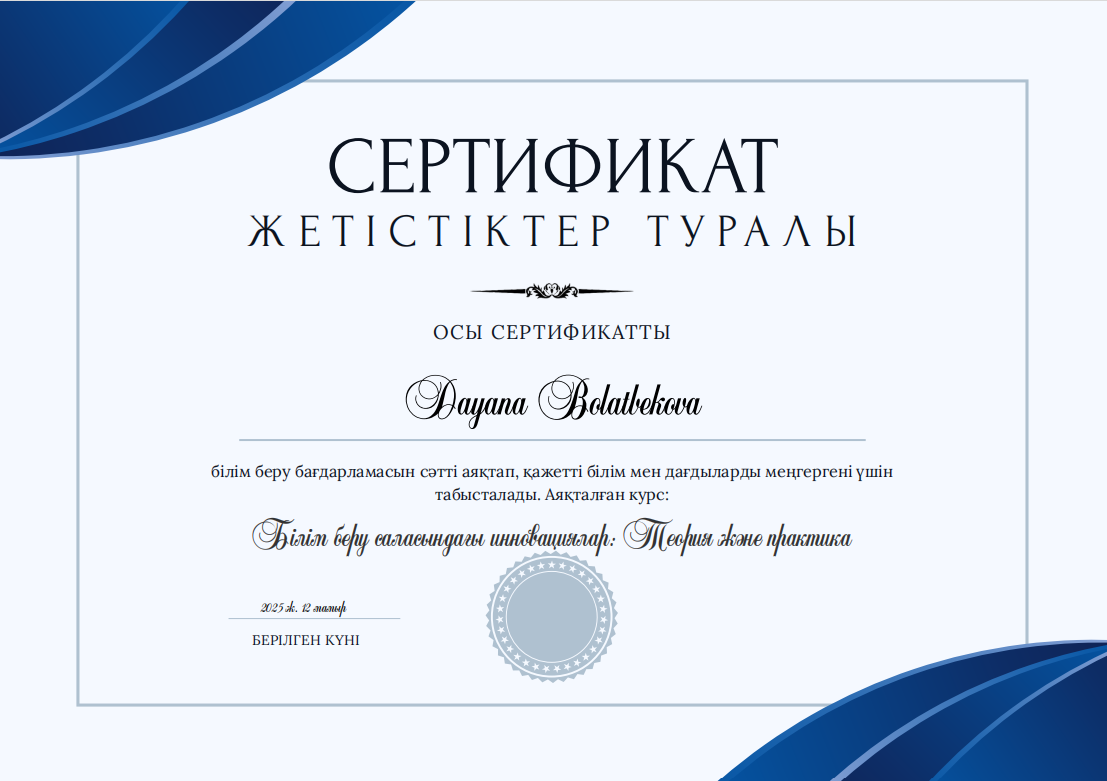 СЕРТИФИКАТ
ЖЕТІСТІКТЕР ТУРАЛЫ
ОСЫ СЕРТИФИКАТТЫ
Dayana Bolatbekova
білім беру бағдарламасын сәтті аяқтап, қажетті білім мен дағдыларды меңгергені үшін
табысталады. Аяқталған курс:
Білім беру саласындағы инновациялар: Теория және практика
2025 ж. 12 мамыр
БЕРІЛГЕН КҮНІ